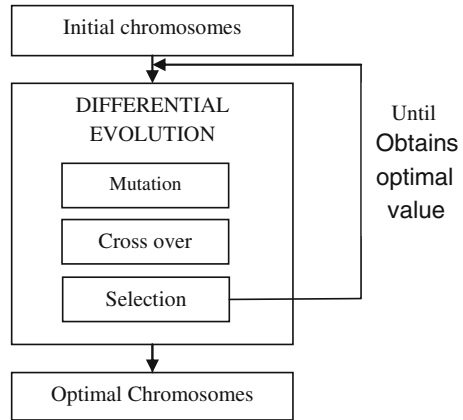 Initial chromosomes
DIFFERENTIAL
EVOLUTION
Mutation
Cross over
Selection
Until
Obtains
optimal
value
Optimal Chromosomes